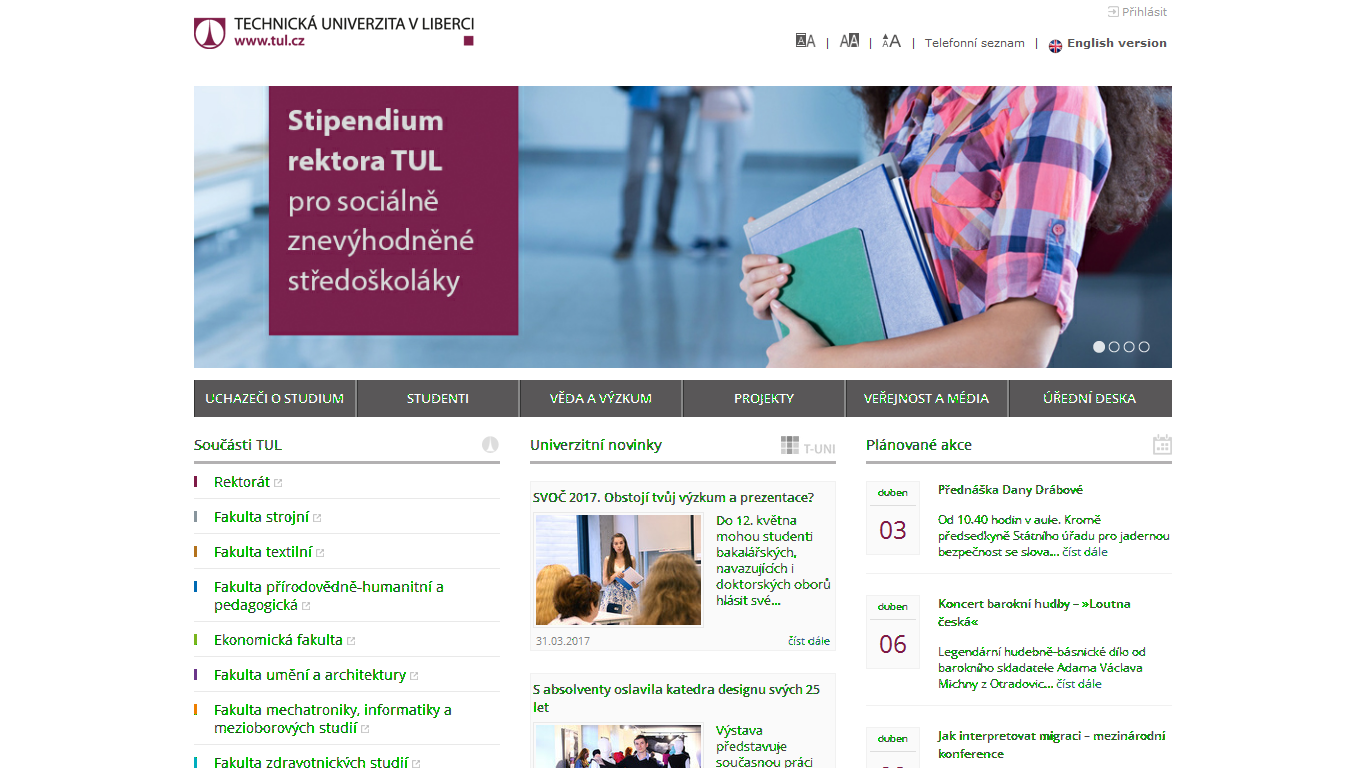 TECHNICKÁ UNIVERZITA V LIBERCI
www.tul.cz
Přihlásit
AA | AA | AA | Telefonní seznam | English version
Stipendium
rektora TUL
pro sociálně
znevýhodněné
středoškoláky
UCHAZEČI O STUDIUM
STUDENTI
VĚDA A VÝZKUM
PROJEKTY
VEŘEJNOST A MÉDIA
ÚŘEDNÍ DESKA
Součásti TUL
Rektorát
Fakulta strojní
Fakulta textilní
Fakulta přírodovědně-humanitní a
pedagogická
Ekonomická fakulta
Fakulta umění a architektury
Fakulta mechatroniky, informatiky a
mezioborových studií
Fakulta zdravotnických studií
Univerzitní novinky
T-UNI
SVOČ 2017. Obstojí tvůj výzkum a prezentace?
Do 12. května
mohou studenti
bakalářských,
navazujících i
doktorských oborů
hlásit své...
31.03.2017
číst dále
S absolventy oslavila katedra designu svých 25
let
Výstava
představuje
současnou práci
Plánované akce
duben
03
Přednáška Dany Drábové
Od 10.40 hodin v aule. Kromě
předsedkyně Státního úřadu pro jadernou
bezpečnost se slova... číst dále
duben
06
Koncert barokní hudby – »Loutna
česká«
Legendární hudebně-básnické dílo od
barokního skladatele Adama Václava
Michny z Otradovic... číst dále
duben
Jak interpretovat migraci – mezinárodní
konference